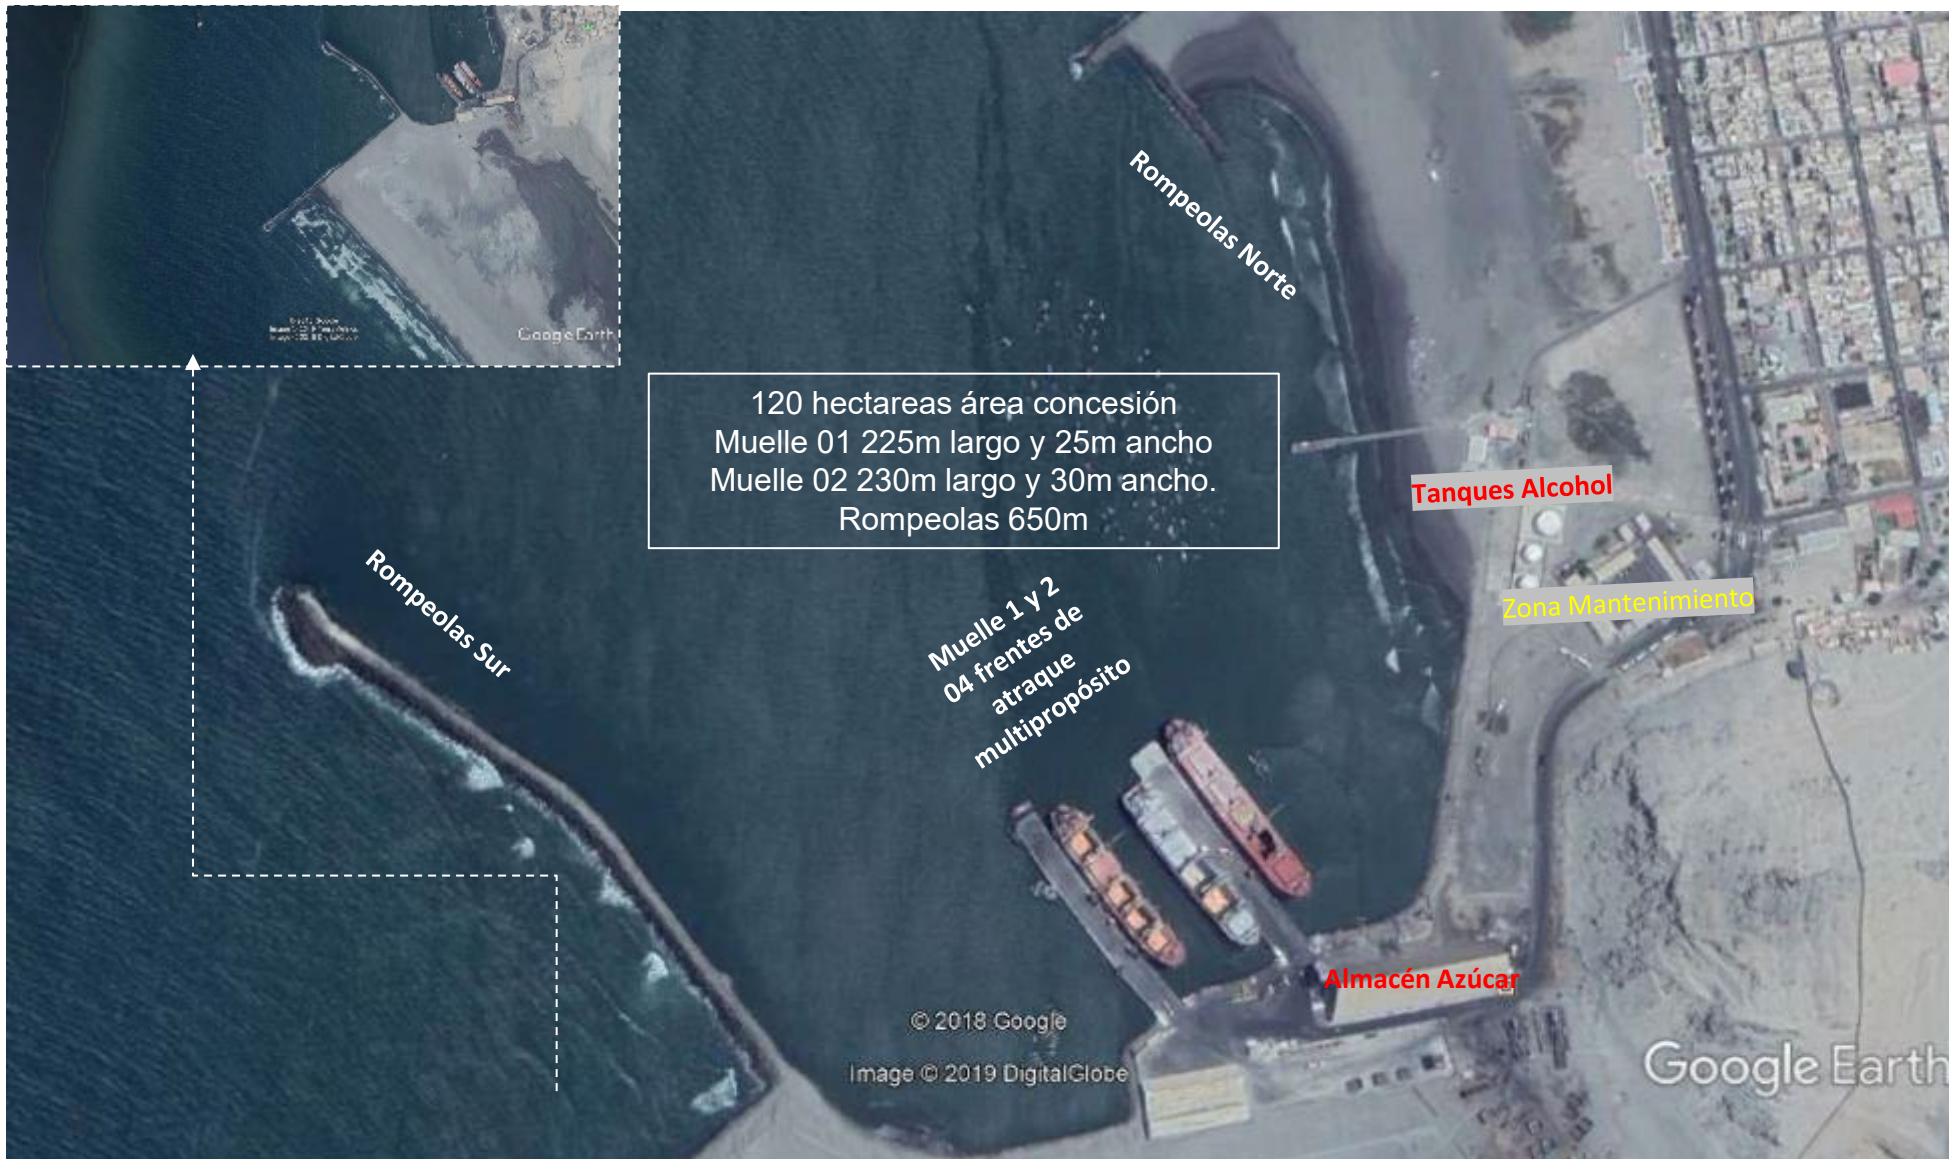 Google Earth
Rompeolas Norte
120 hectareas área concesión
Muelle 01 225m largo y 25m ancho
Muelle 02 230m largo y 30m ancho.
Rompeolas 650m
Tanques Alcohol
Zona Mantenimiento
Rompeolas Sur
Muelle 1 y 2
04 frentes de
atraque
multipropósito
Almacén Azúcar
© 2018 Google
Image © 2019 DigitalGlobe
Google Earth